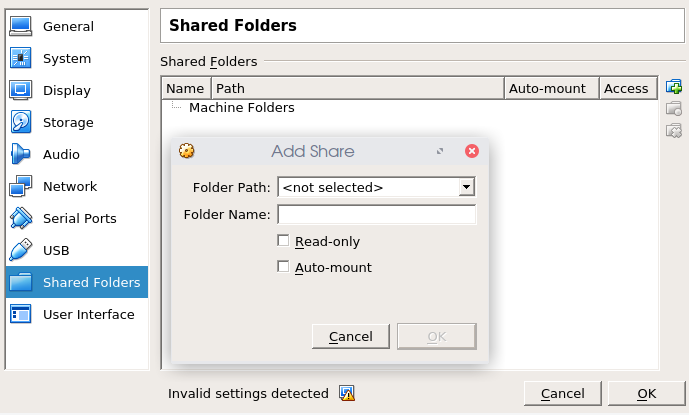 General
System
Display
Storage
Audio
Network
Serial Ports
USB
Shared Folders
User Interface
Shared Folders
Shared Folders
Name Path Auto-mount Access
Machine Folders
Add Share
Folder Path: <not selected>
Folder Name:
Read-only
Auto-mount
Cancel OK
Invalid settings detected Cancel OK